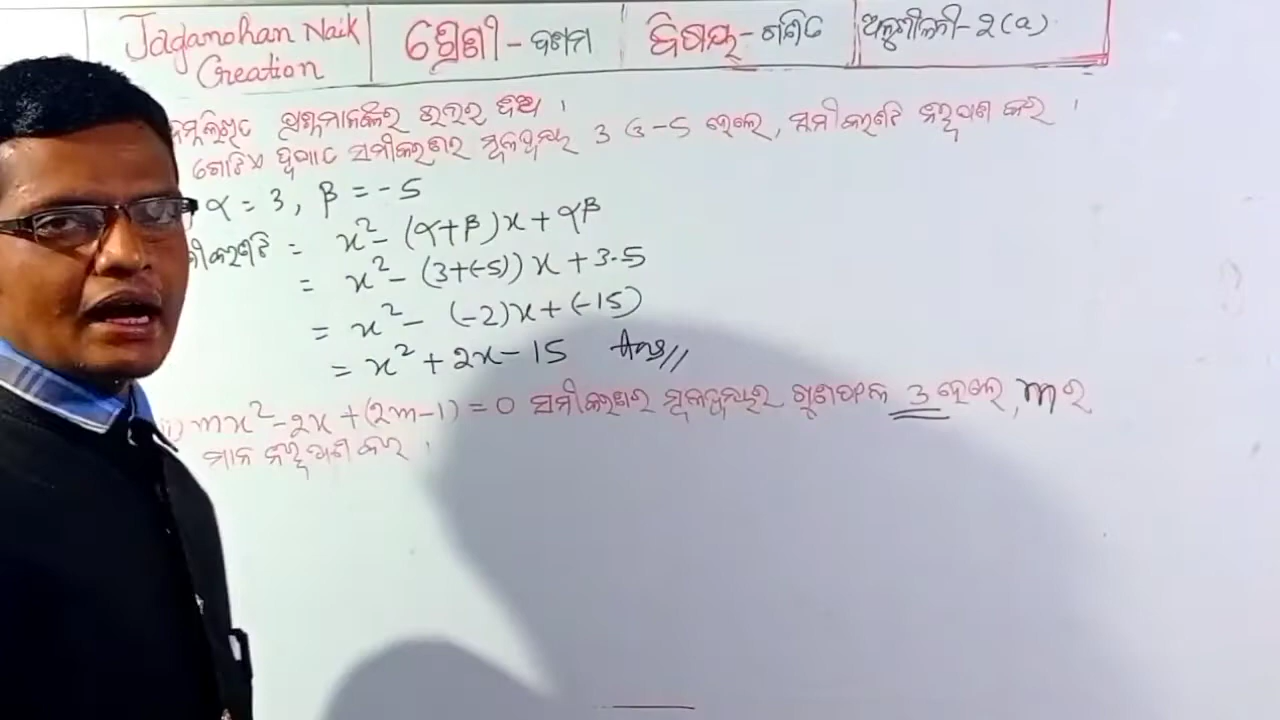 Jaganohan Naik Creation
ଶ୍ରେଣୀ - ଦଶମ
ବିଷୟ - ଗଣିତ
ଅନୁଶୀଳନୀ - ୨(a)
ପ୍ରଶ୍ନମାନଙ୍କର ଉତ୍ତର ଦିଅ ।
ଗୋଟିଏ ଦ୍ୱିଘାତ ସମୀକରଣର ମୂଳଦ୍ୱୟ 3 ଓ -5 ହେଲେ, ସମୀକରଣଟି ନିରୂପଣ କର ।
α = 3, β = -5
= x² - (α+β)x + αβ
= x² - (3+(-5))x + 3.-5
= x² - (-2)x + (-15)
= x² + 2x - 15 Ans//
mx² - 2x + (2m-1) = 0 ସମୀକରଣର ମୂଳଦ୍ୱୟର ଗୁଣଫଳ 3 ହେଲେ, m ର
ମାନ ନିରୂପଣ କର ।